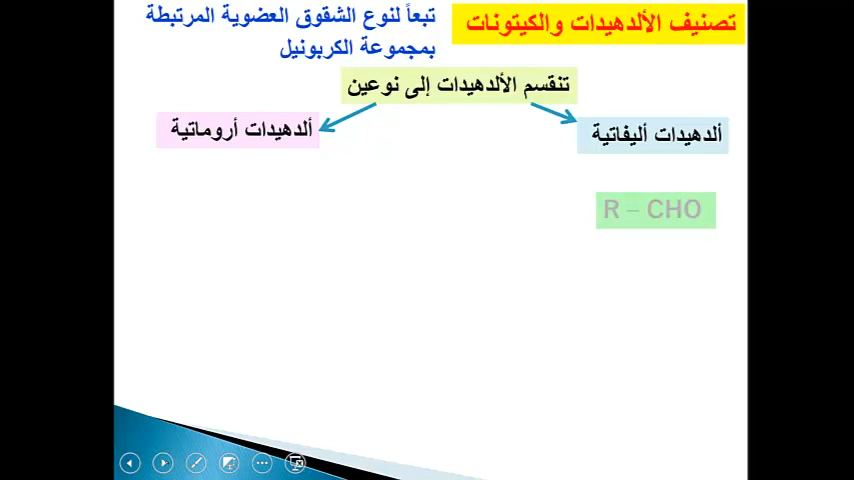 تصنيف الألدهيدات والكيتونات
تبعاً لنوع الشقوق العضوية المرتبطة
بمجموعة الكربونيل
تنقسم الألدهيدات إلى نوعين
ألدهيدات أليفاتية
ألدهيدات أروماتية
R – CHO